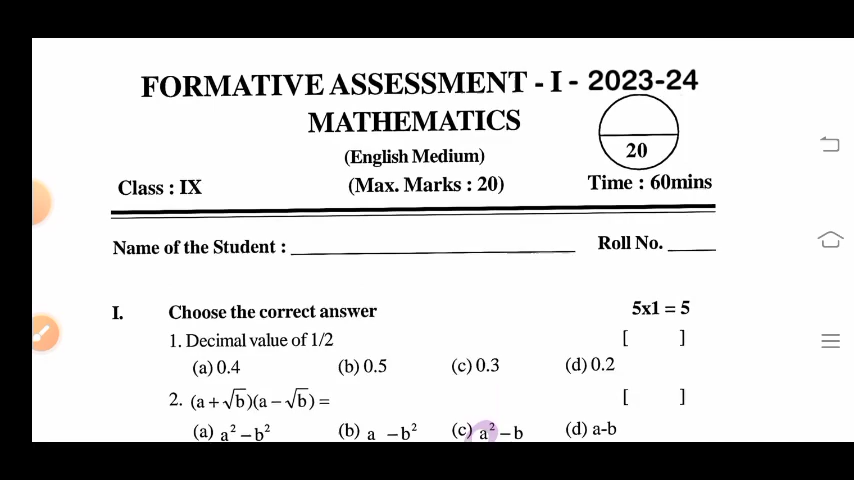 FORMATIVE ASSESSMENT - I - 2023-24
MATHEMATICS
(English Medium)
20
Class : IX (Max. Marks : 20) Time : 60mins
Name of the Student : ______________ Roll No. _____
I. Choose the correct answer 5x1 = 5
1. Decimal value of 1/2 [ ]
(a) 0.4 (b) 0.5 (c) 0.3 (d) 0.2
2. (a + √b)(a − √b) = [ ]
(a) a² − b² (b) a − b² (c) a² − b (d) a-b